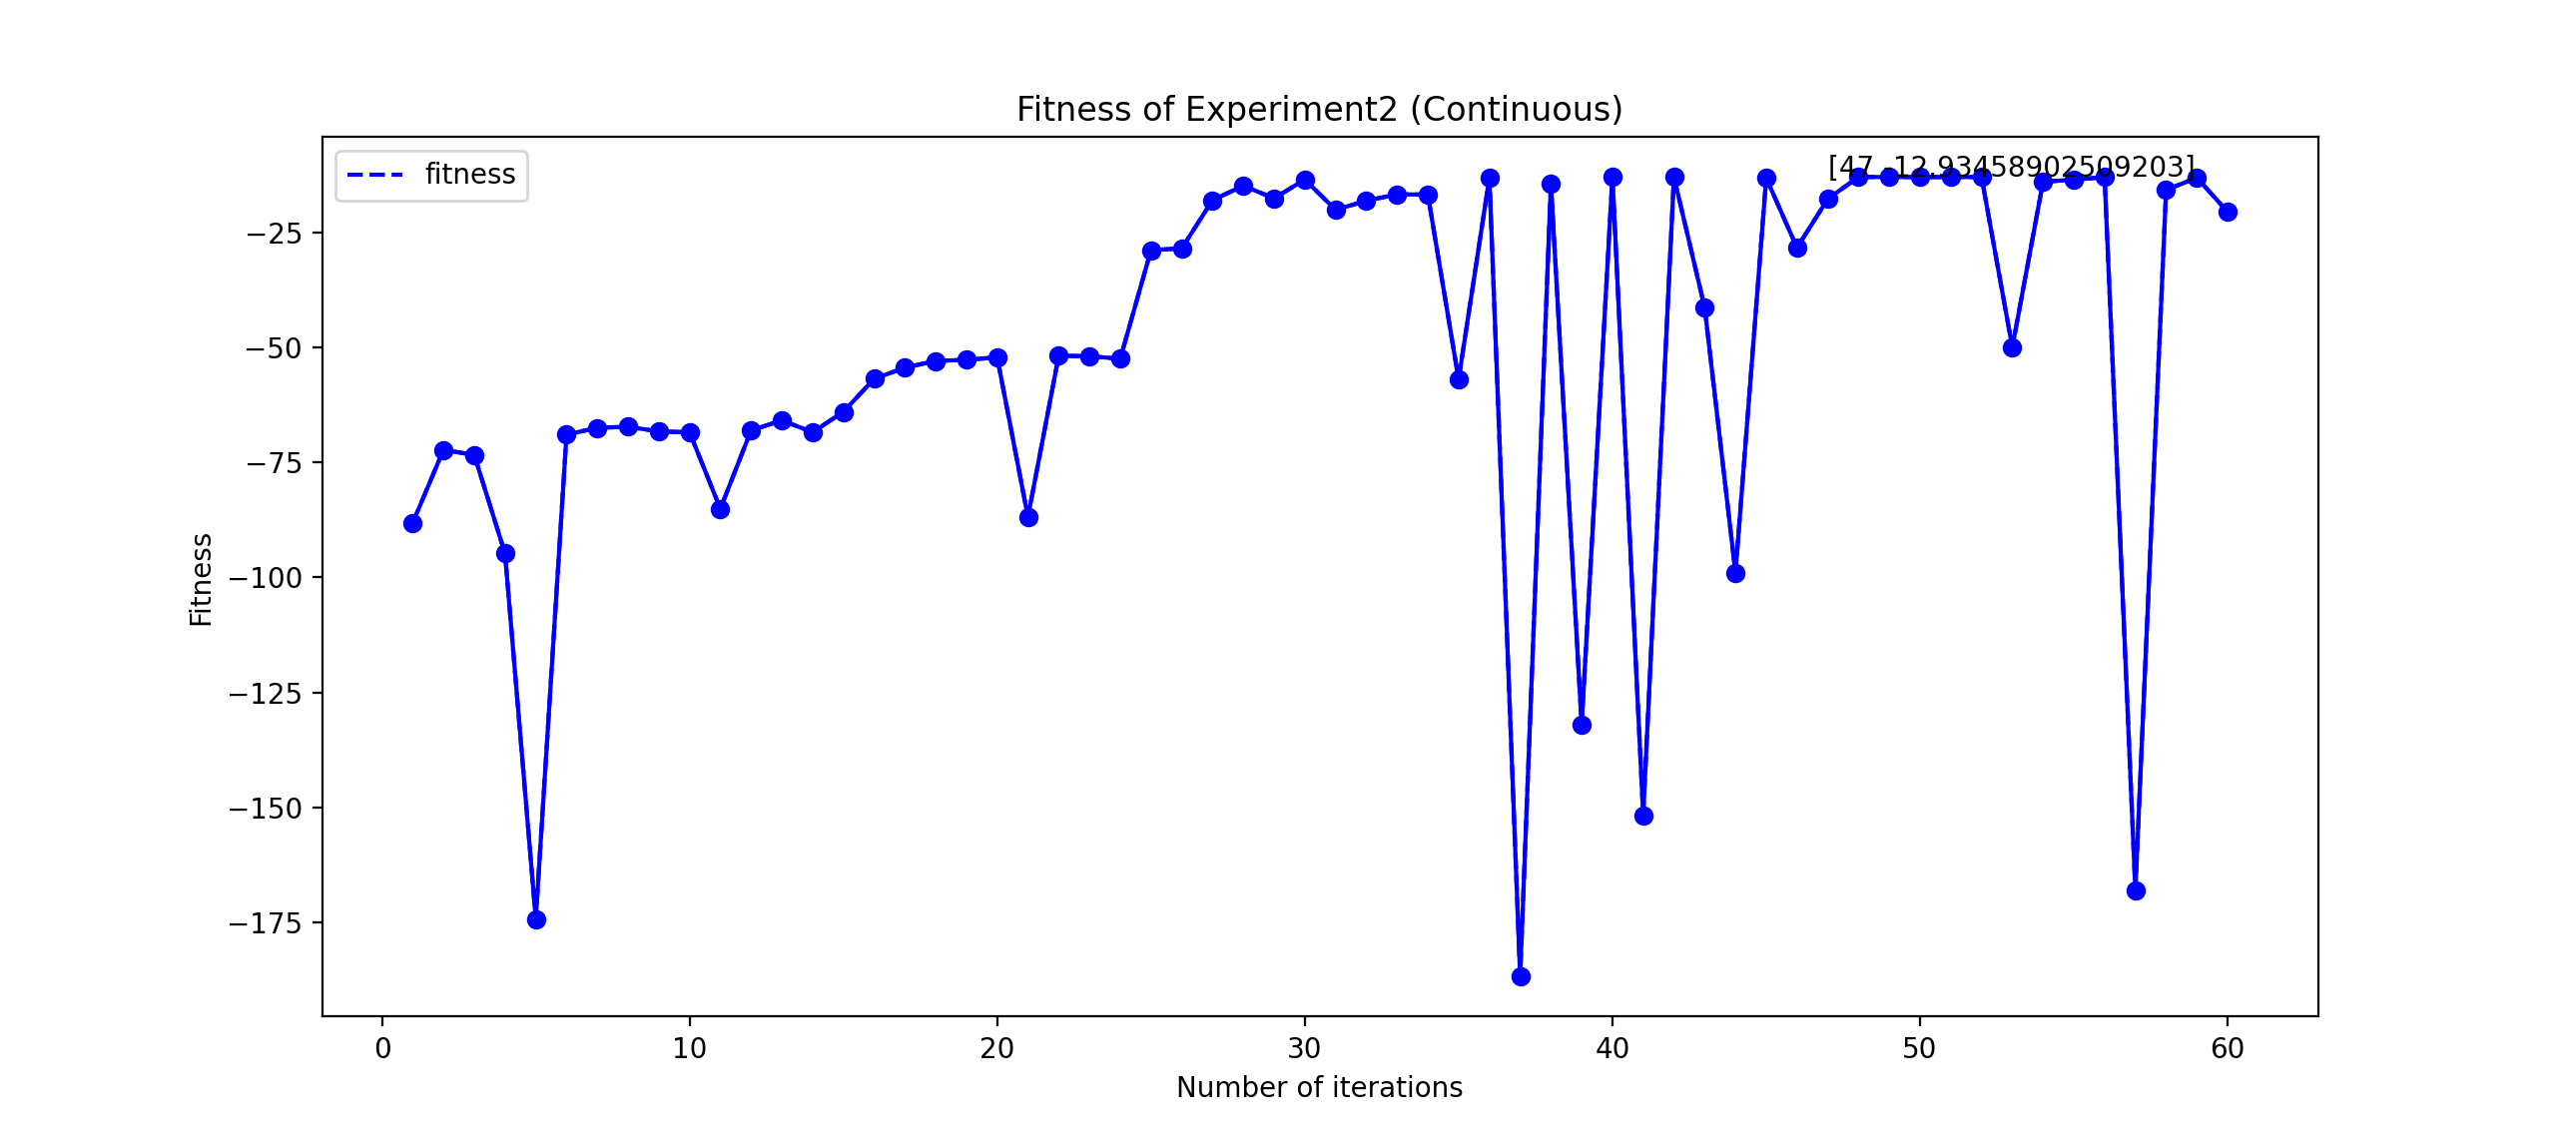 Fitness of Experiment2 (Continuous)
fitness
[47 -12.93458902509203]
Fitness
−25
−50
−75
−100
−125
−150
−175
0 10 20 30 40 50 60
Number of iterations